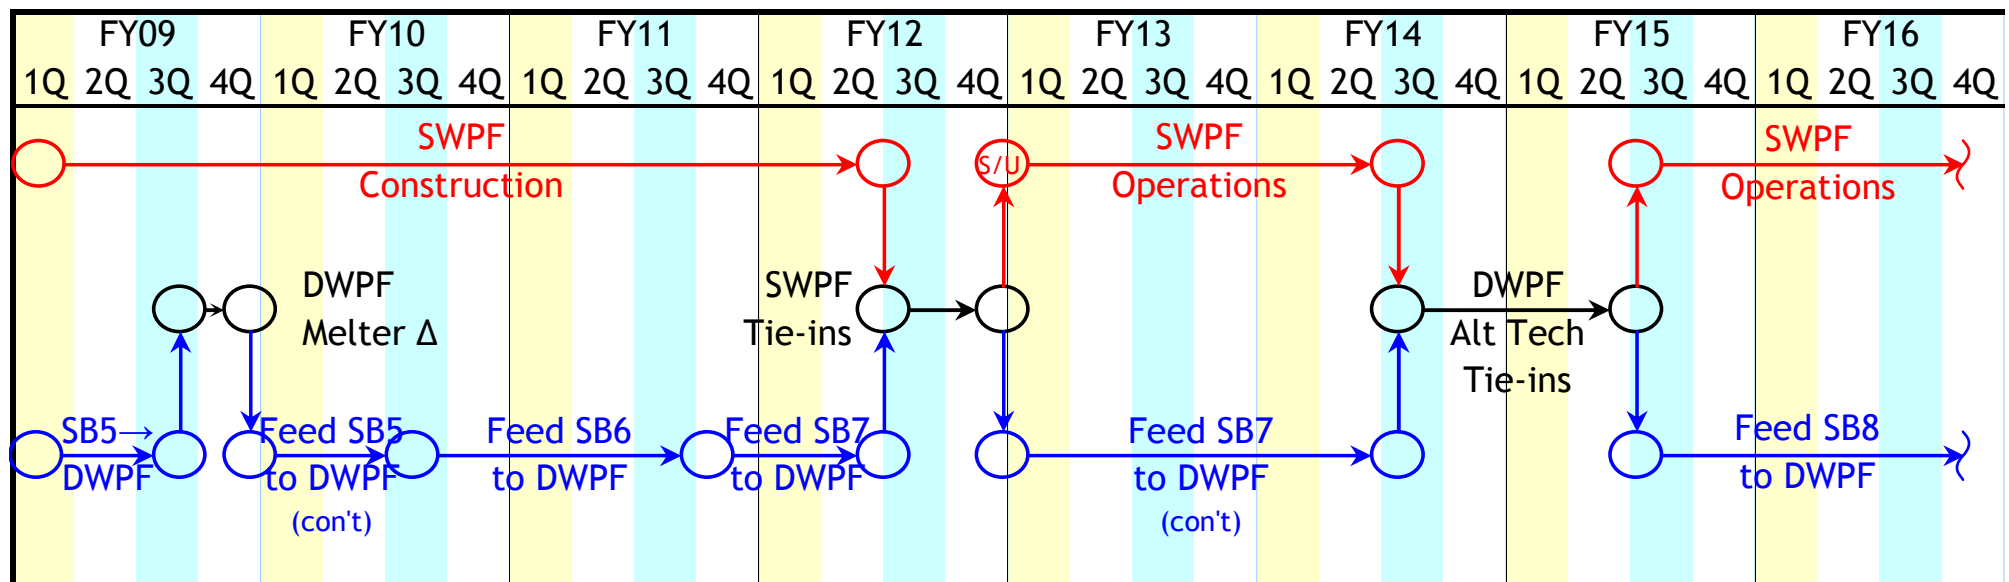 FY09 FY10 FY11 FY12 FY13 FY14 FY15 FY16
1Q 2Q 3Q 4Q 1Q 2Q 3Q 4Q 1Q 2Q 3Q 4Q 1Q 2Q 3Q 4Q 1Q 2Q 3Q 4Q 1Q 2Q 3Q 4Q 1Q 2Q 3Q 4Q 1Q 2Q 3Q 4Q
SWPF
Construction
S/U
SWPF
Operations
SWPF
Operations
DWPF
Melter Δ
SWPF
Tie-ins
DWPF
Alt Tech
Tie-ins
SB5→
DWPF
Feed SB5
to DWPF
(con't)
Feed SB6
to DWPF
Feed SB7
to DWPF
Feed SB7
to DWPF
(con't)
Feed SB8
to DWPF